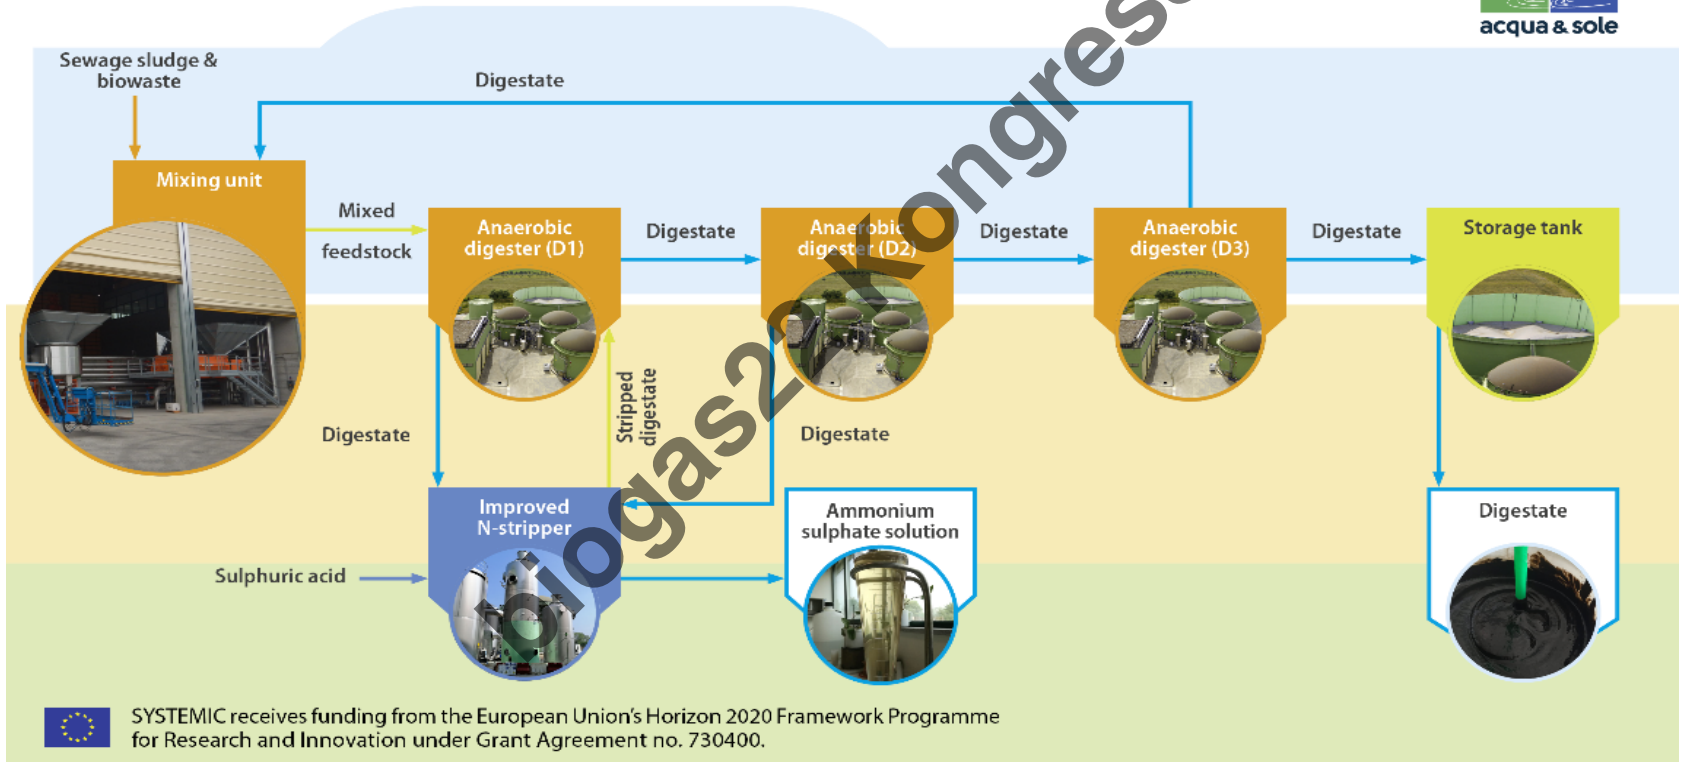 acqua & sole
Sewage sludge &
biowaste
Digestate
Mixing unit
Mixed
feedstock
Anaerobic
digester (D1)
Digestate
Anaerobic
digester (D2)
Digestate
Anaerobic
digester (D3)
Digestate
Storage tank
Digestate
Stripped
digestate
Digestate
Improved
N-stripper
Ammonium
sulphate solution
Digestate
Sulphuric acid
biogas22 Kongress
SYSTEMIC receives funding from the European Union's Horizon 2020 Framework Programme
for Research and Innovation under Grant Agreement no. 730400.